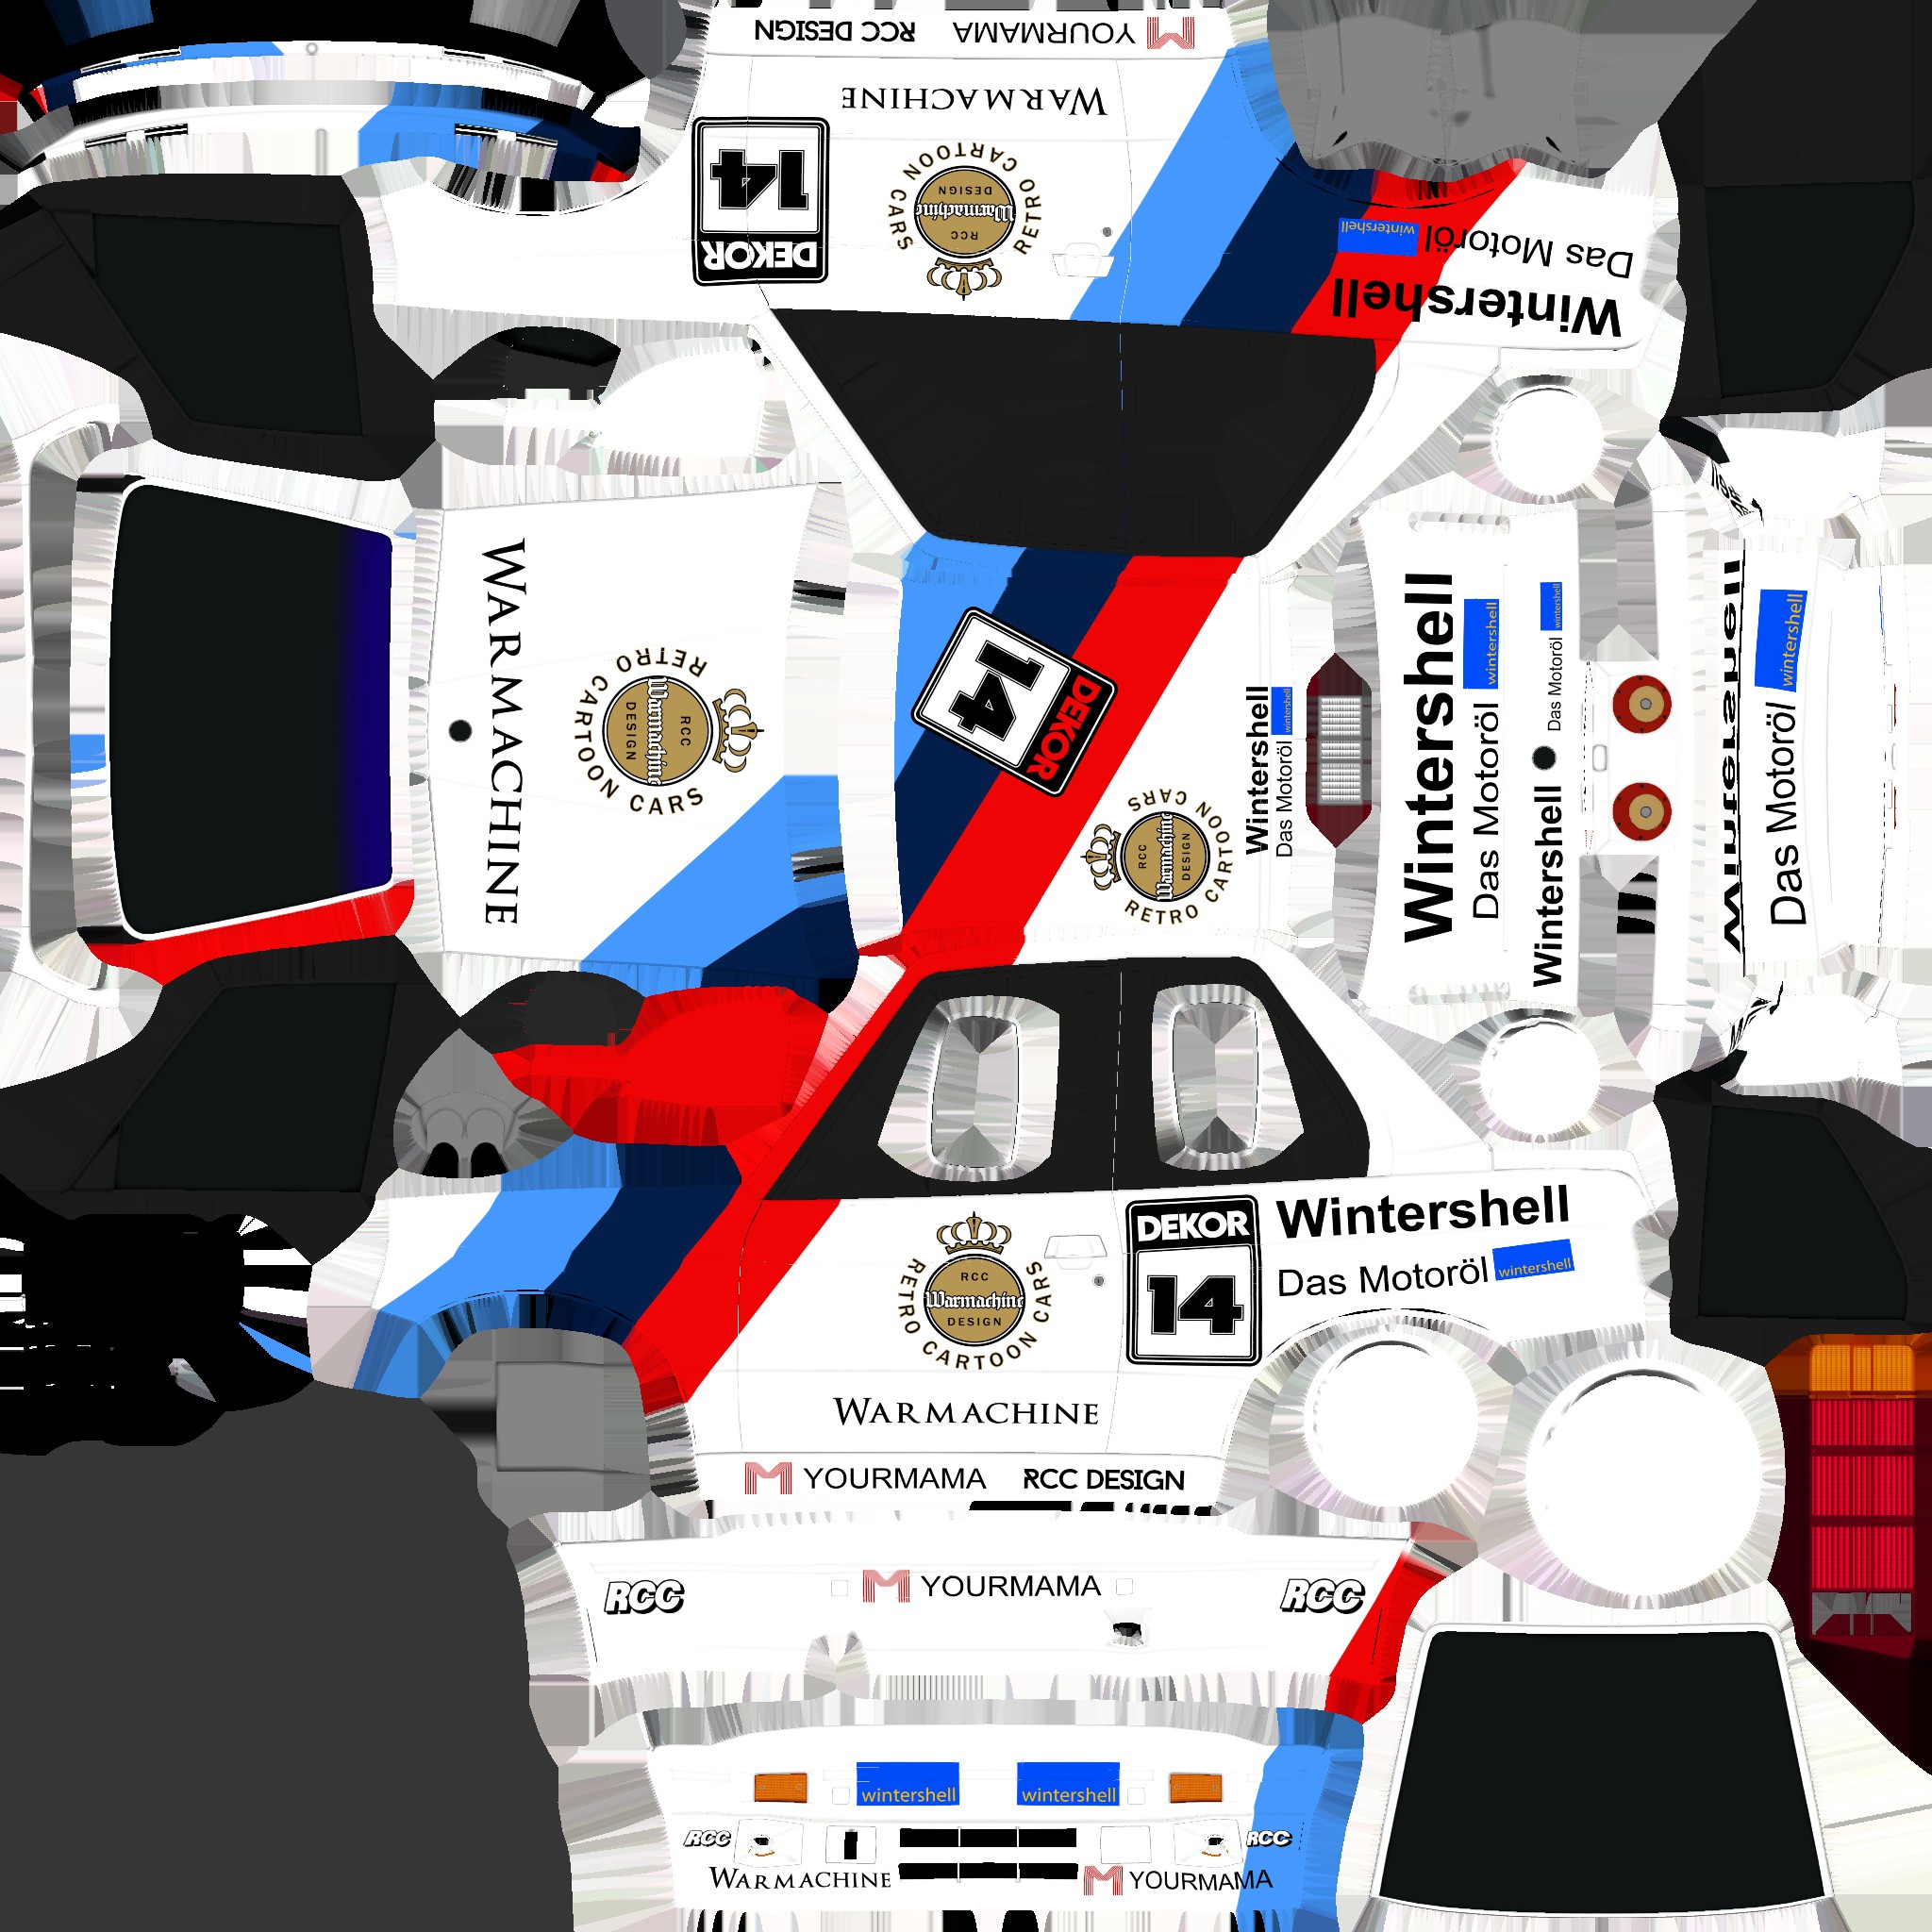 RCC DESIGN YOURMAMA
WARMACHINE
14
DEKOR
RETRO CARTOON CARS
RCC
Warmachine
DESIGN
wintershell
Das Motoröl
Wintershell
WARMACHINE
RETRO CARTOON CARS
RCC
Warmachine
DESIGN
DEKOR
14
RETRO CARTOON CARS
RCC
Warmachine
DESIGN
Wintershell
Das Motoröl wintershell
Wintershell
Das Motoröl wintershell
Wintershell
Das Motoröl wintershell
Wintershell
Das Motoröl wintershell
RETRO CARTOON CARS
RCC
Warmachine
DESIGN
DEKOR
14
Wintershell
Das Motoröl wintershell
WARMACHINE
YOURMAMA RCC DESIGN
RCC YOURMAMA RCC
wintershell wintershell
RCC RCC
WARMACHINE YOURMAMA